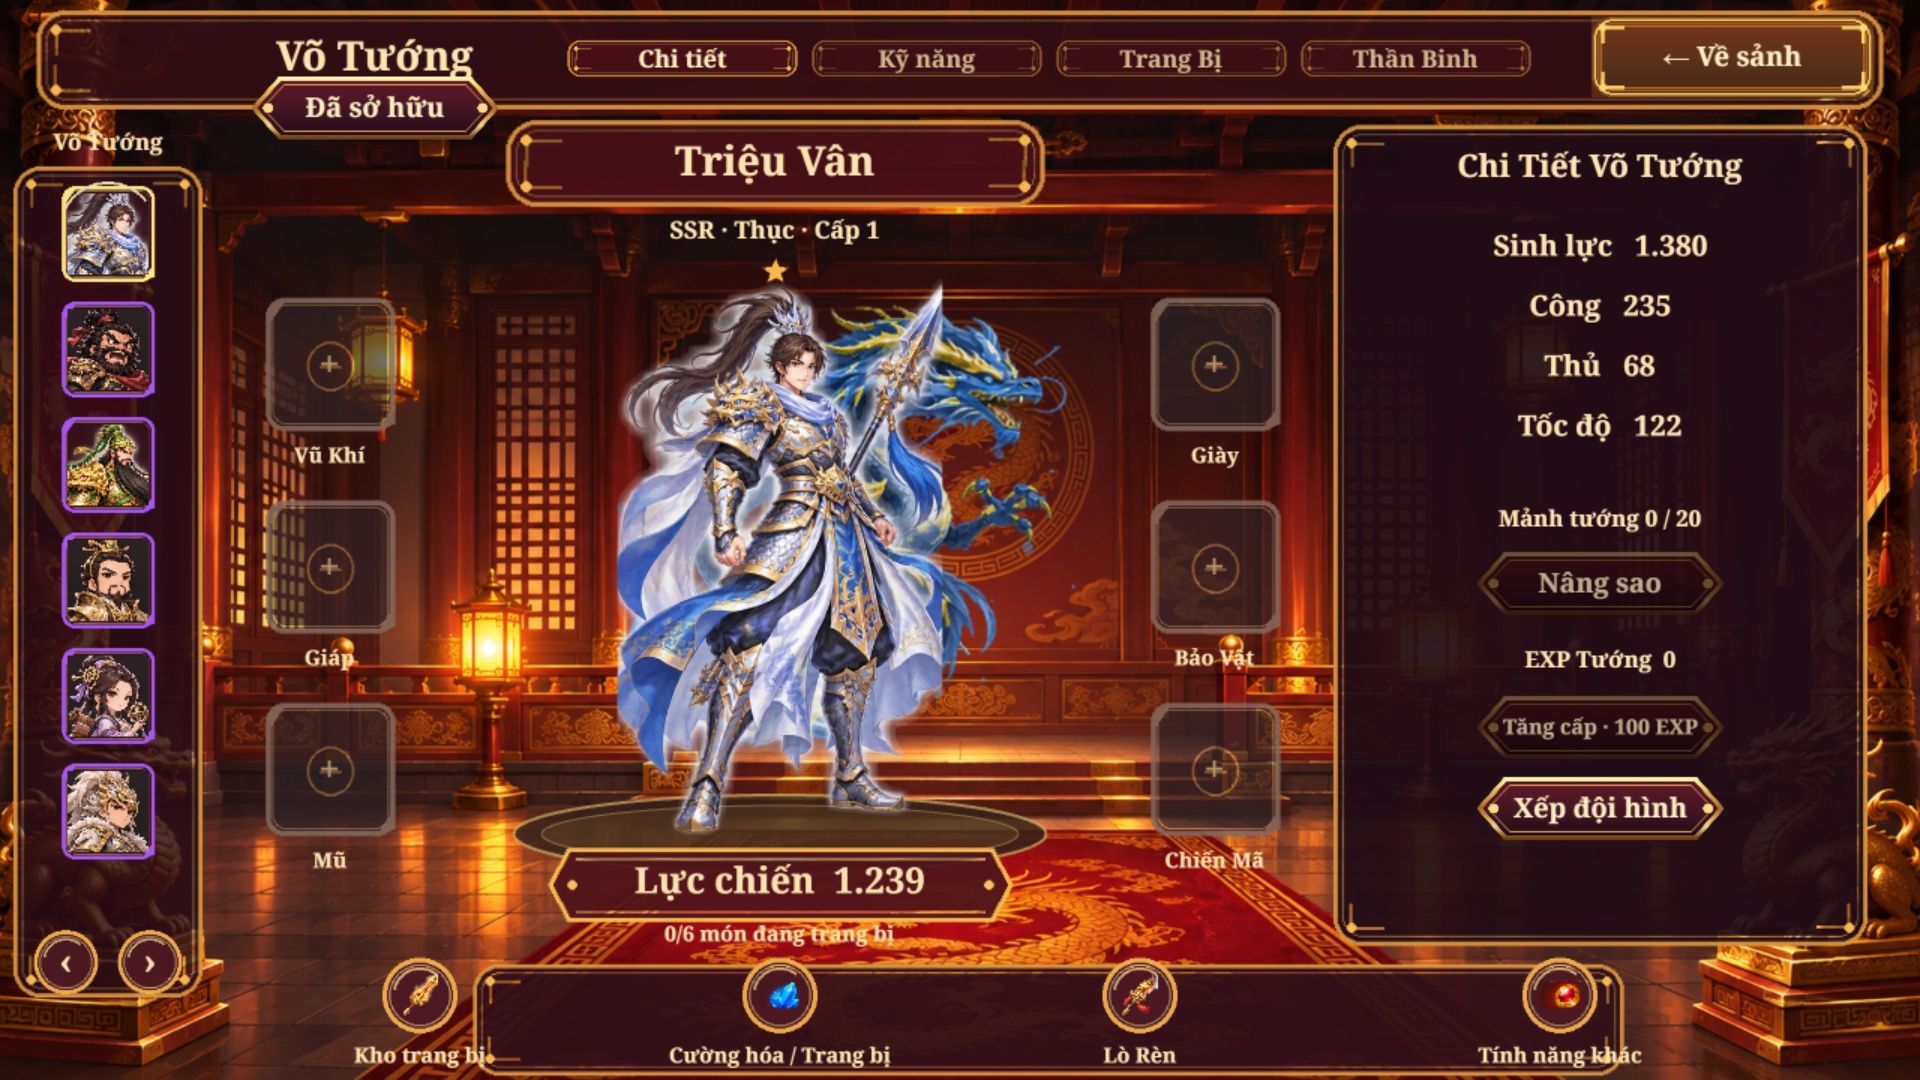 Võ Tướng
Chi tiết
Kỹ năng
Trang Bị
Thần Binh
← Về sảnh
Đã sở hữu
Võ Tướng
Triệu Vân
SSR · Thục · Cấp 1
Chi Tiết Võ Tướng
Sinh lực 1.380
Công 235
Thủ 68
Tốc độ 122
Mảnh tướng 0 / 20
Nâng sao
EXP Tướng 0
Tăng cấp · 100 EXP
Xếp đội hình
Vũ Khí
Giáp
Mũ
Giày
Bảo Vật
Chiến Mã
Lực chiến 1.239
0/6 món đang trang bị
Kho trang bị
Cường hóa / Trang bị
Lò Rèn
Tính năng khác